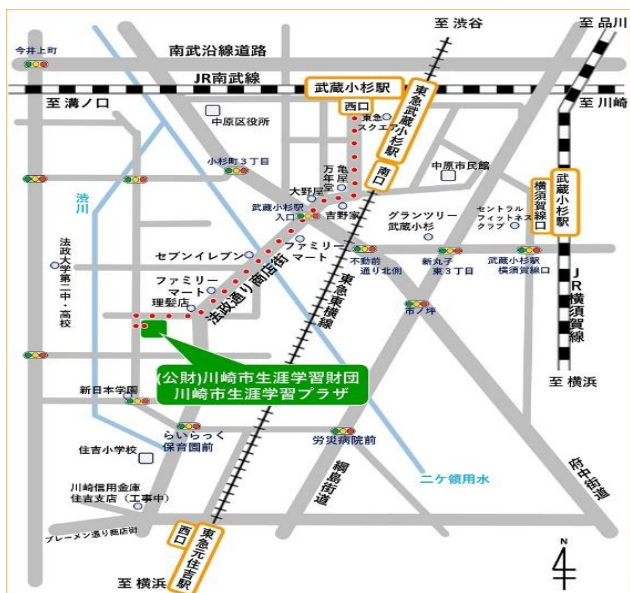 至 渋谷
至 品川
今井上町
南武沿線道路
JR南武線
武蔵小杉駅
西口
東急武蔵小杉駅
南口
至 溝ノ口
至 川崎
中原区役所
東急
スクエア
小杉町3丁目
中原市民館
亀屋
万年堂
大野屋
武蔵小杉駅
入口
吉野家
グランツリー
武蔵小杉
セントラル
フィットネス
クラブ
横須賀線口
武蔵小杉駅
渋川
法政大学第二中・高校
セブンイレブン
ファミリー
マート
ファミリー
マート
理髪店
法政通り商店街
不動前
通り北側
新丸子
東3丁目
武蔵小杉駅
横須賀線口
東急東横線
JR横須賀線
市ノ坪
至 横浜
(公財)川崎市生涯学習財団
川崎市生涯学習プラザ
新日本学園
らいらっく
保育園前
労災病院前
住吉小学校
川崎信用金庫
住吉支店（工事中）
綱島街道
二ケ領用水
府中街道
ブレーメン通り商店街
西口
東急元住吉駅
至 横浜
N